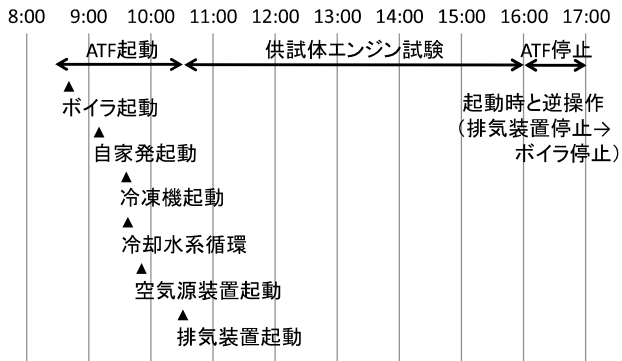 8:00 9:00 10:00 11:00 12:00 13:00 14:00 15:00 16:00 17:00
ATF起動 供試体エンジン試験 ATF停止
▲
ボイラ起動
起動時と逆操作
（排気装置停止→
ボイラ停止）
▲
自家発起動
▲
冷凍機起動
▲
冷却水系循環
▲
空気源装置起動
▲
排気装置起動